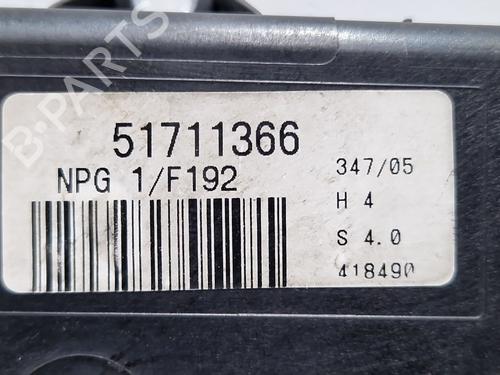 B-PARTS
51711366
NPG 1/F192
347/05
H 4
S 4.0
418490